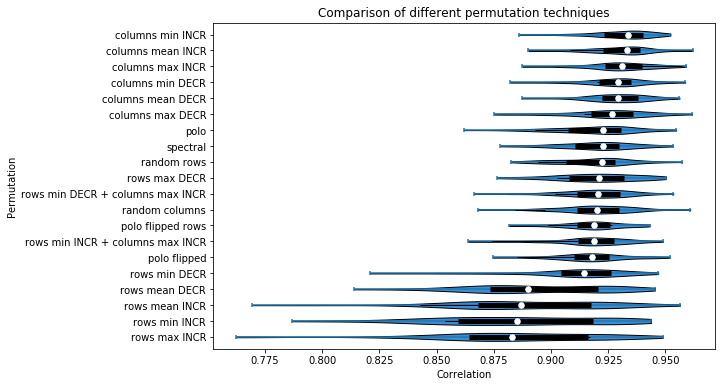 Comparison of different permutation techniques
Permutation
columns min INCR
columns mean INCR
columns max INCR
columns min DECR
columns mean DECR
columns max DECR
polo
spectral
random rows
rows max DECR
rows min DECR + columns max INCR
random columns
polo flipped rows
rows min INCR + columns max INCR
polo flipped
rows min DECR
rows mean DECR
rows mean INCR
rows min INCR
rows max INCR
0.775 0.800 0.825 0.850 0.875 0.900 0.925 0.950
Correlation